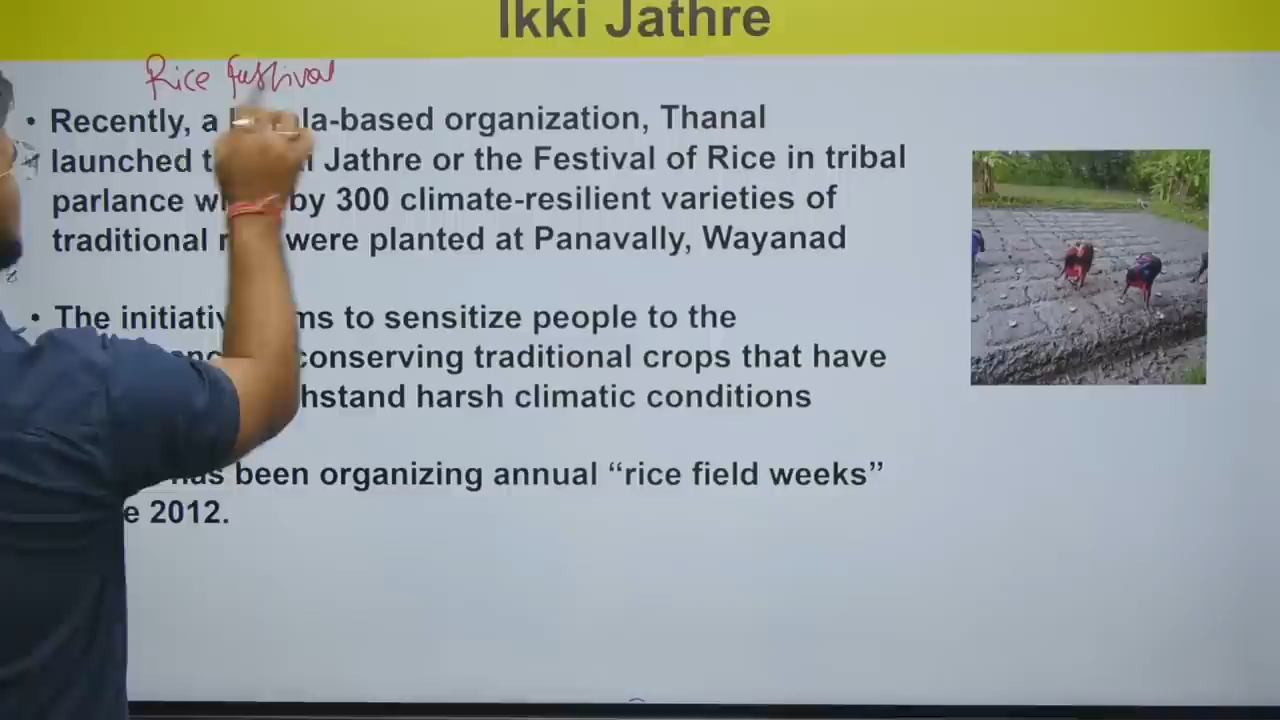 Ikki Jathre
Rice festival
• Recently, a la-based organization, Thanal
launched t Jathre or the Festival of Rice in tribal
parlance by 300 climate-resilient varieties of
traditional were planted at Panavally, Wayanad
• The initiati ms to sensitize people to the
conserving traditional crops that have
hstand harsh climatic conditions
has been organizing annual “rice field weeks”
e 2012.